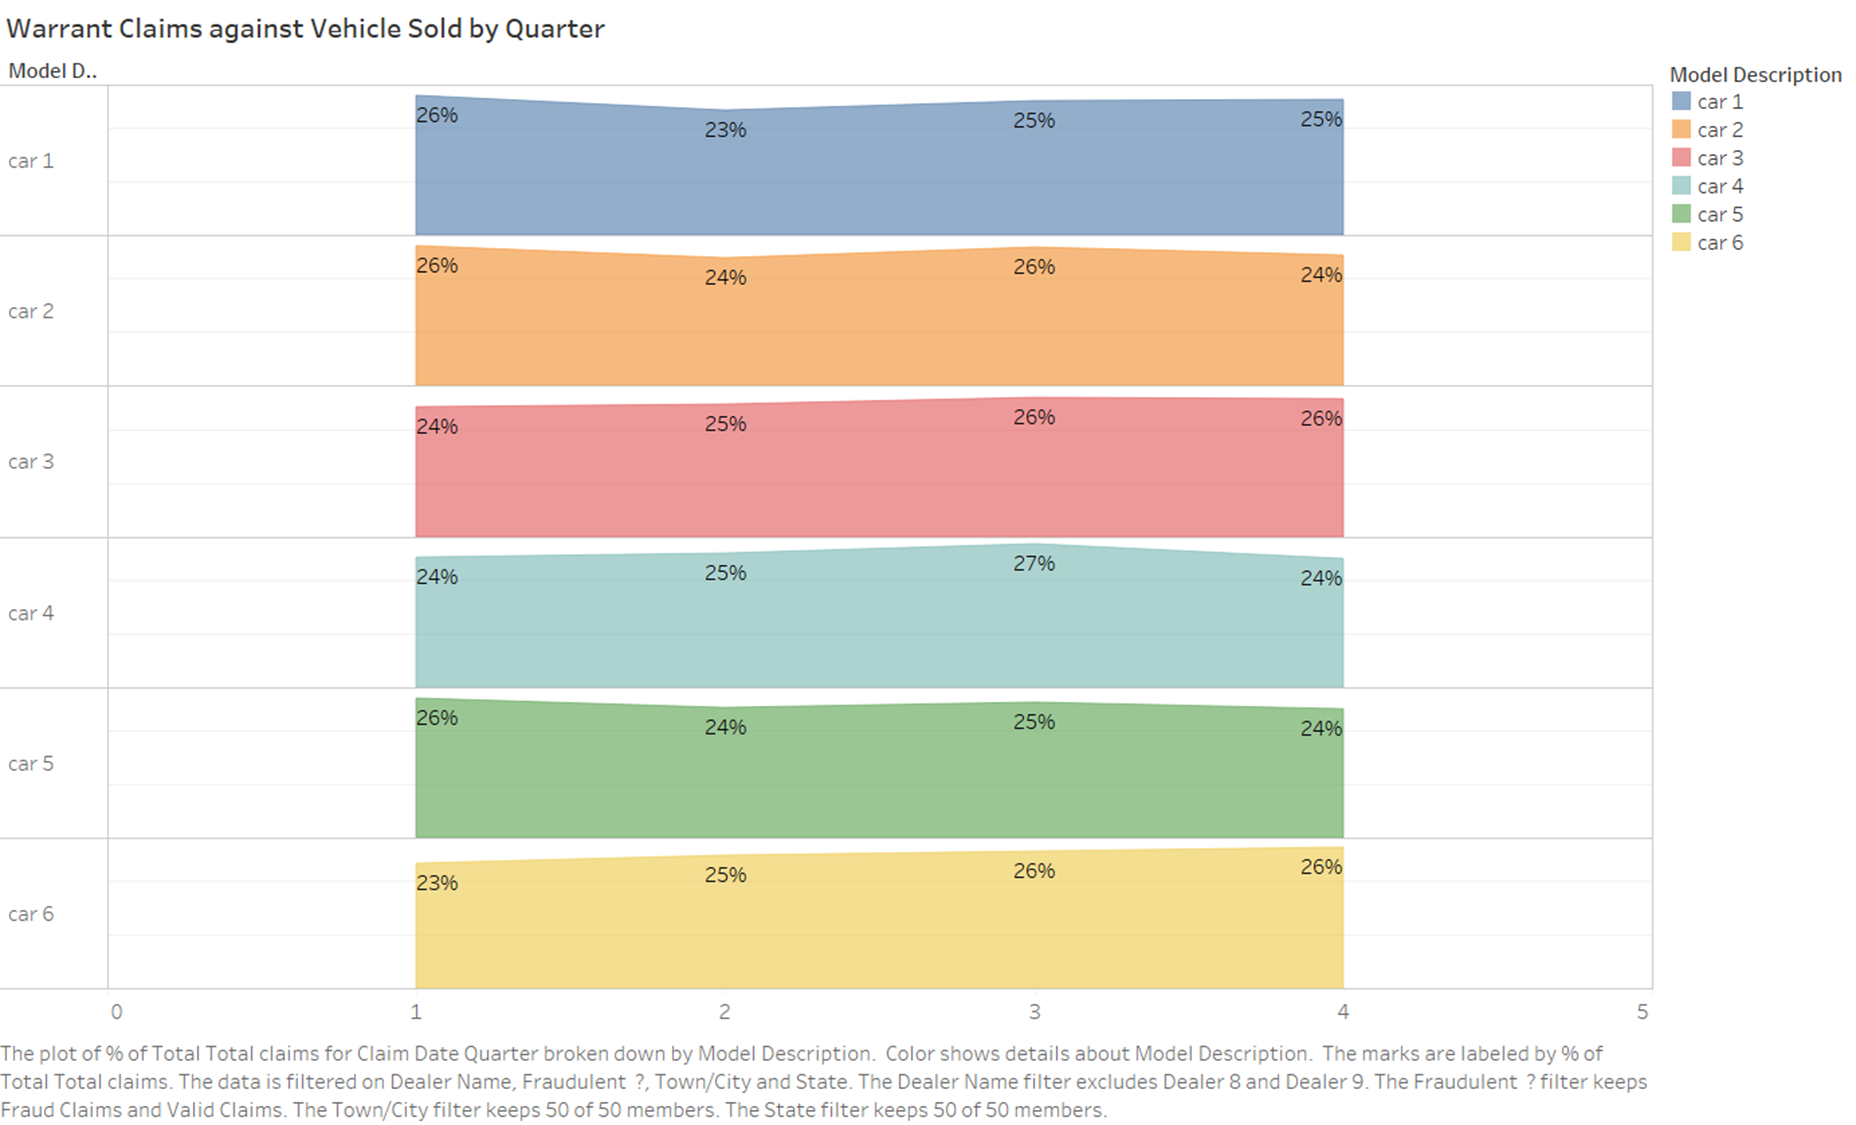 Warrant Claims against Vehicle Sold by Quarter
Model D..
Model Description
car 1
car 2
car 3
car 4
car 5
car 6
car 1
26%
23%
25%
25%
car 2
26%
24%
26%
24%
car 3
24%
25%
26%
26%
car 4
24%
25%
27%
24%
car 5
26%
24%
25%
24%
car 6
23%
25%
26%
26%
0 1 2 3 4 5
The plot of % of Total Total claims for Claim Date Quarter broken down by Model Description.  Color shows details about Model Description.  The marks are labeled by % of
Total Total claims. The data is filtered on Dealer Name, Fraudulent  ?, Town/City and State. The Dealer Name filter excludes Dealer 8 and Dealer 9. The Fraudulent  ? filter keeps
Fraud Claims and Valid Claims. The Town/City filter keeps 50 of 50 members. The State filter keeps 50 of 50 members.